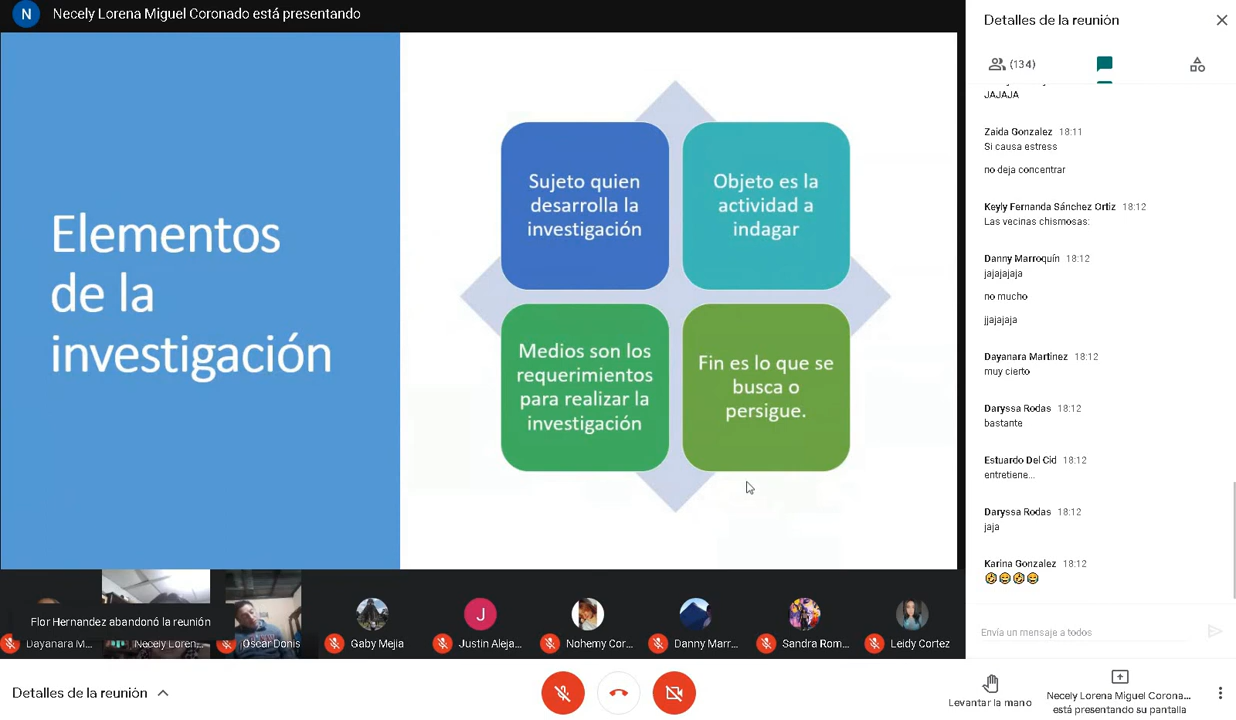 N
Necely Lorena Miguel Coronado está presentando
Elementos
de la
investigación
Sujeto quien
desarrolla la
investigación
Objeto es la
actividad a
indagar
Medios son los
requerimientos
para realizar la
investigación
Fin es lo que se
busca o
persigue.
Flor Hernandez abandonó la reunión
Dayanara M...
Necely Loren...
Oscar Donis
Gaby Mejia
J
Justin Aleja...
Nohemy Cor...
Danny Marr...
Sandra Rom...
Leidy Cortez
Detalles de la reunión
Detalles de la reunión
(134)
JAJAJA
Zaida Gonzalez 18:11
Si causa estress
no deja concentrar
Keyly Fernanda Sánchez Ortiz 18:12
Las vecinas chismosas:
Danny Marroquín 18:12
jajajajaja
no mucho
jjajajaja
Dayanara Martinez 18:12
muy cierto
Daryssa Rodas 18:12
bastante
Estuardo Del Cid 18:12
entretiene...
Daryssa Rodas 18:12
jaja
Karina Gonzalez 18:12
Envía un mensaje a todos
Levantar la mano
Necely Lorena Miguel Corona...
está presentando su pantalla